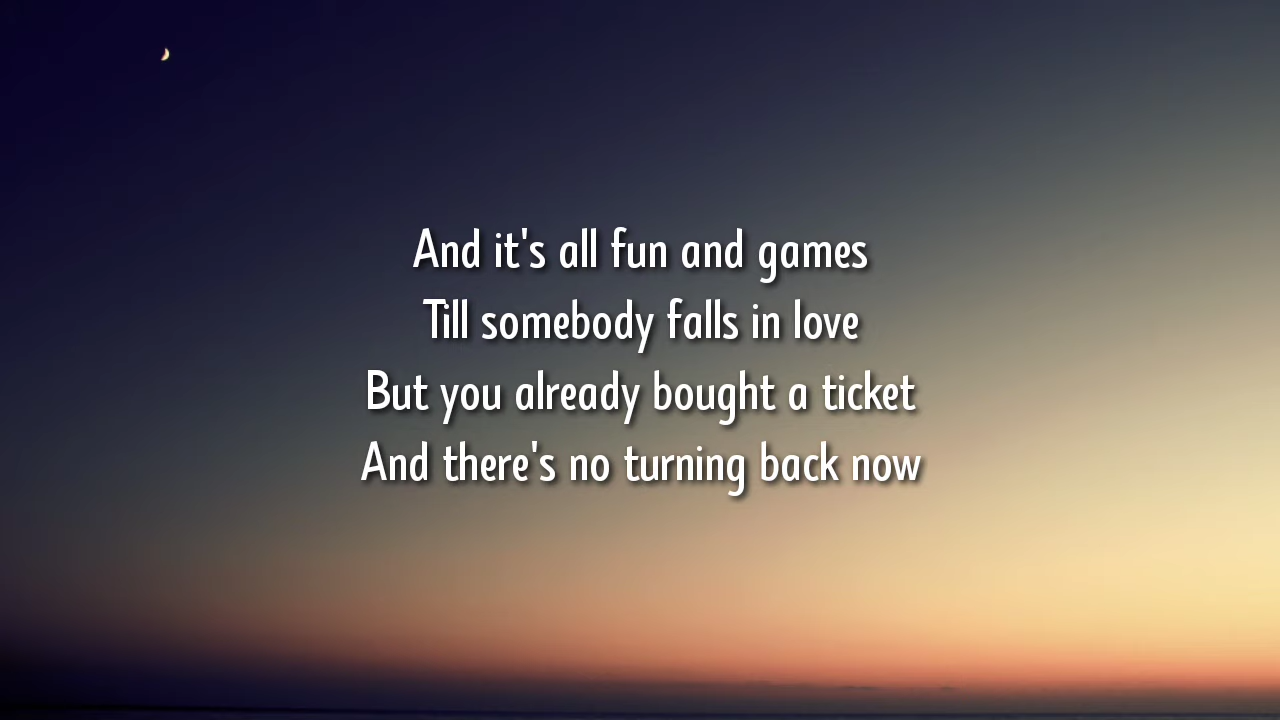 And it's all fun and games
Till somebody falls in love
But you already bought a ticket
And there's no turning back now